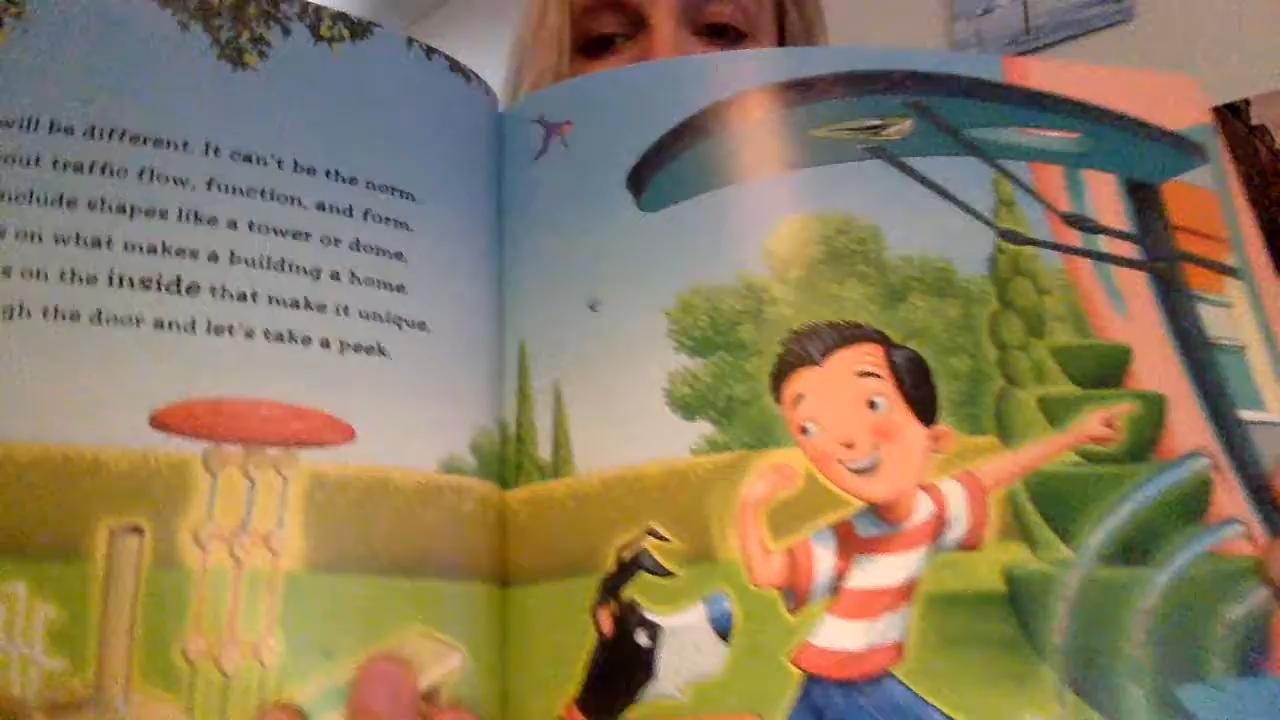 will be different. It can't be the norm.
out traffic flow, function, and form.
nclude shapes like a tower or dome,
on what makes a building a home.
s on the inside that make it unique,
gh the door and let's take a peek.